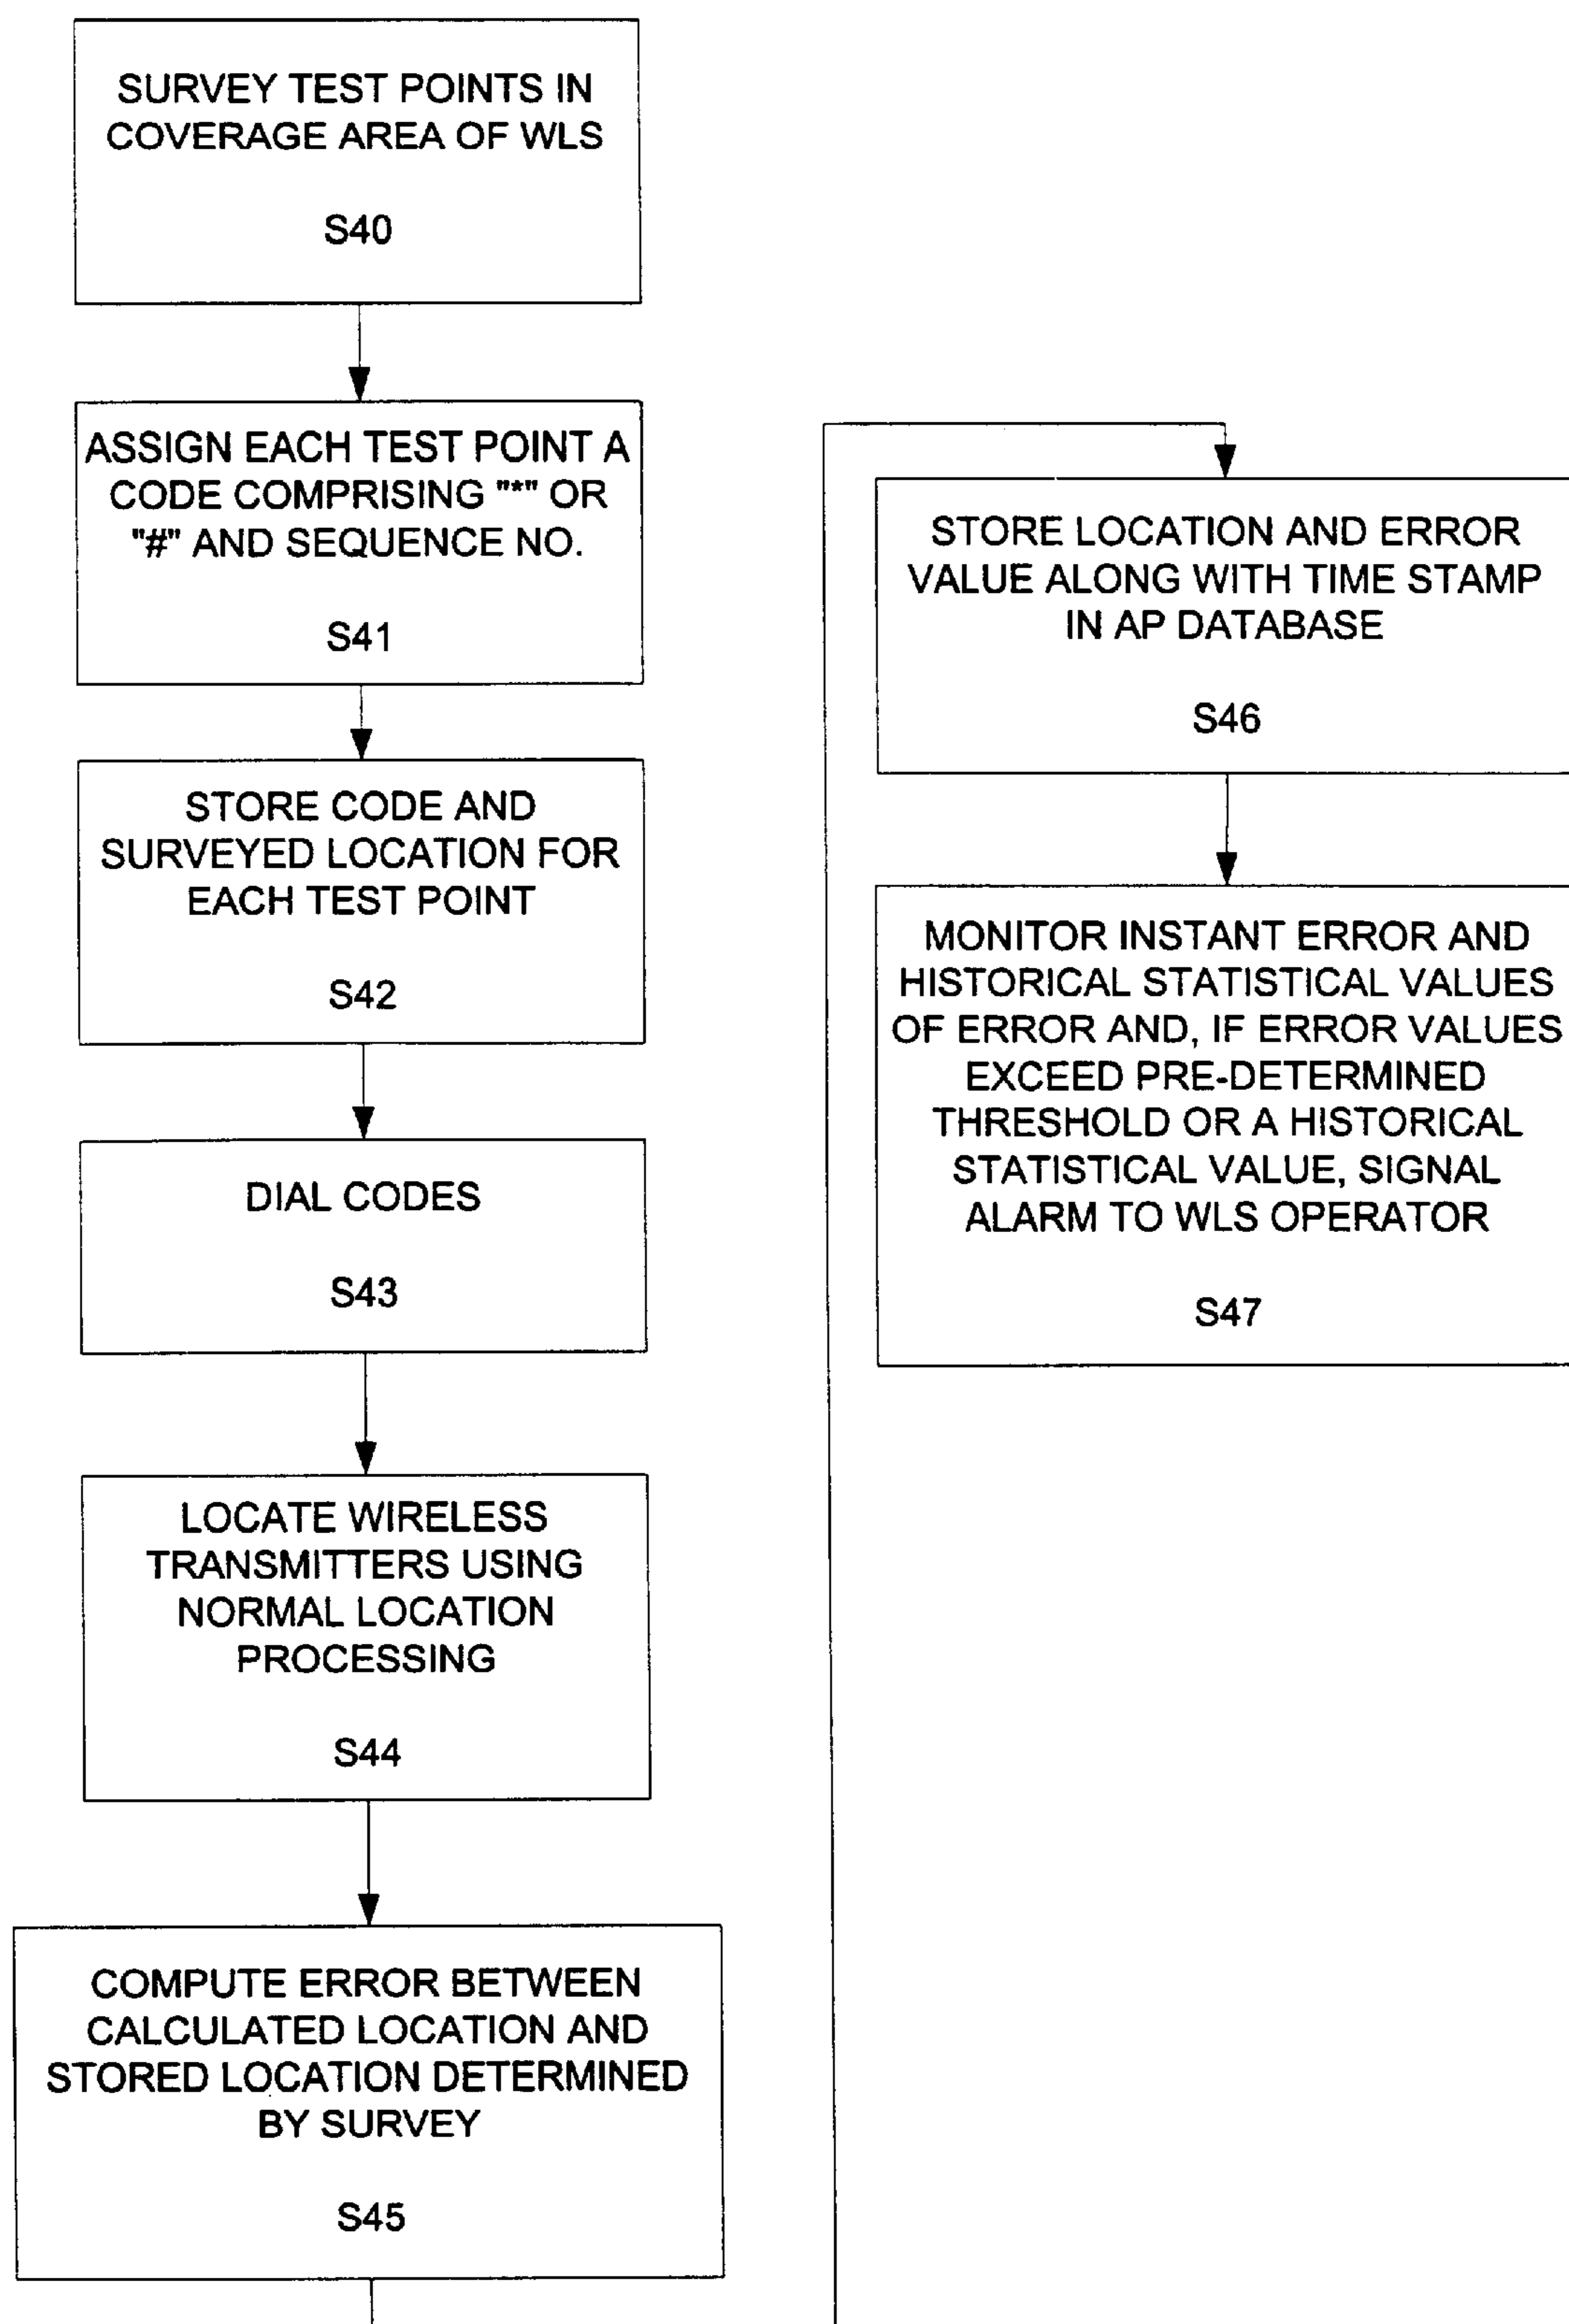 SURVEY TEST POINTS IN
COVERAGE AREA OF WLS
S40
ASSIGN EACH TEST POINT A
CODE COMPRISING "*" OR
"#" AND SEQUENCE NO.
S41
STORE CODE AND
SURVEYED LOCATION FOR
EACH TEST POINT
S42
DIAL CODES
S43
LOCATE WIRELESS
TRANSMITTERS USING
NORMAL LOCATION
PROCESSING
S44
COMPUTE ERROR BETWEEN
CALCULATED LOCATION AND
STORED LOCATION DETERMINED
BY SURVEY
S45
STORE LOCATION AND ERROR
VALUE ALONG WITH TIME STAMP
IN AP DATABASE
S46
MONITOR INSTANT ERROR AND
HISTORICAL STATISTICAL VALUES
OF ERROR AND, IF ERROR VALUES
EXCEED PRE-DETERMINED
THRESHOLD OR A HISTORICAL
STATISTICAL VALUE, SIGNAL
ALARM TO WLS OPERATOR
S47